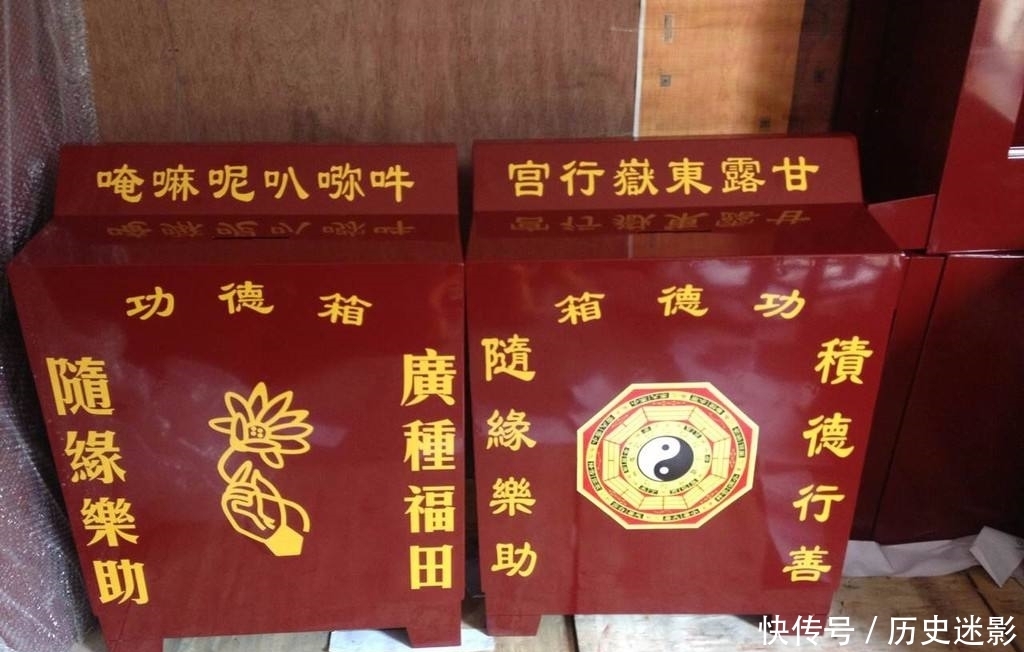 唵嘛呢叭弥吽
功德箱
廣種福田
隨緣樂助
甘露東嶽行宫
功德箱
積德行善
隨緣樂助
快传号 / 历史迷影